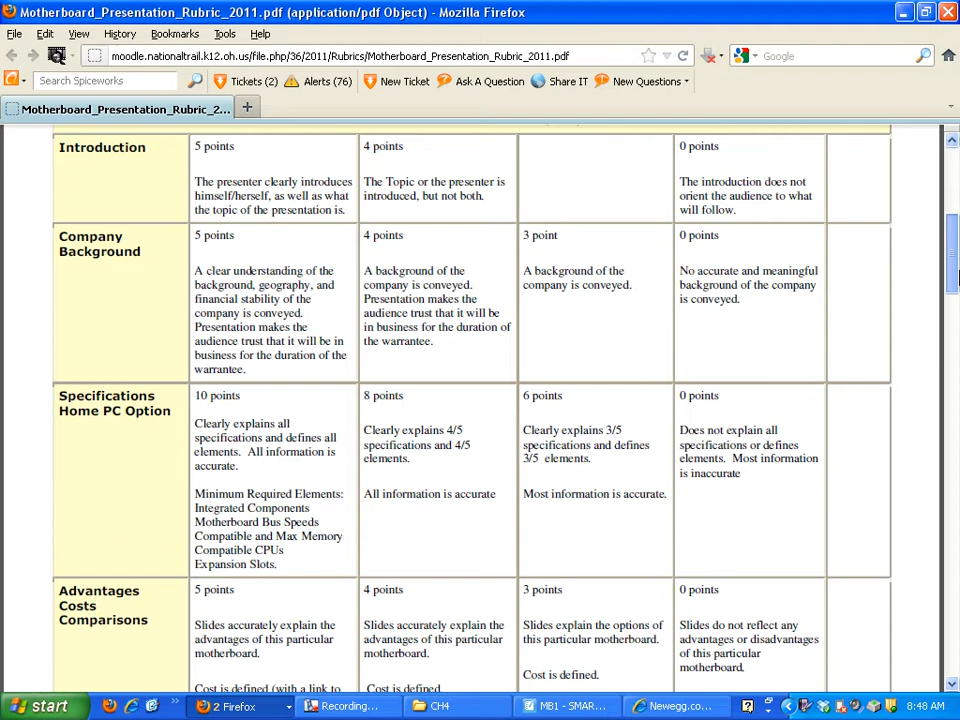 Motherboard_Presentation_Rubric_2011.pdf (application/pdf Object) - Mozilla Firefox
File Edit View History Bookmarks Tools Help
moodle.nationaltrail.k12.oh.us/file.php/36/2011/Rubrics/Motherboard_Presentation_Rubric_2011.pdf
Google
Search Spiceworks Tickets (2) Alerts (76) New Ticket Ask A Question Share IT New Questions
Motherboard_Presentation_Rubric_2...
Introduction
5 points
The presenter clearly introduces
himself/herself, as well as what
the topic of the presentation is.
4 points
The Topic or the presenter is
introduced, but not both.
0 points
The introduction does not
orient the audience to what
will follow.
Company
Background
5 points
A clear understanding of the
background, geography, and
financial stability of the
company is conveyed.
Presentation makes the
audience trust that it will be in
business for the duration of the
warrantee.
4 points
A background of the
company is conveyed.
Presentation makes the
audience trust that it will be
in business for the duration of
the warrantee.
3 point
A background of the
company is conveyed.
0 points
No accurate and meaningful
background of the company
is conveyed.
Specifications
Home PC Option
10 points
Clearly explains all
specifications and defines all
elements. All information is
accurate.
Minimum Required Elements:
Integrated Components
Motherboard Bus Speeds
Compatible and Max Memory
Compatible CPUs
Expansion Slots.
8 points
Clearly explains 4/5
specifications and 4/5
elements.
All information is accurate
6 points
Clearly explains 3/5
specifications and defines
3/5 elements.
Most information is accurate.
0 points
Does not explain all
specifications or defines
elements. Most information
is inaccurate
Advantages
Costs
Comparisons
5 points
Slides accurately explain the
advantages of this particular
motherboard.
Cost is defined (with a link to
4 points
Slides accurately explain the
advantages of this particular
motherboard.
Cost is defined
3 points
Slides explain the options of
this particular motherboard.
Cost is defined.
0 points
Slides do not reflect any
advantages or disadvantages
of this particular
motherboard.
start 2 Firefox Recording... CH4 MB1 - SMAR... Newegg.co... 8:48 AM